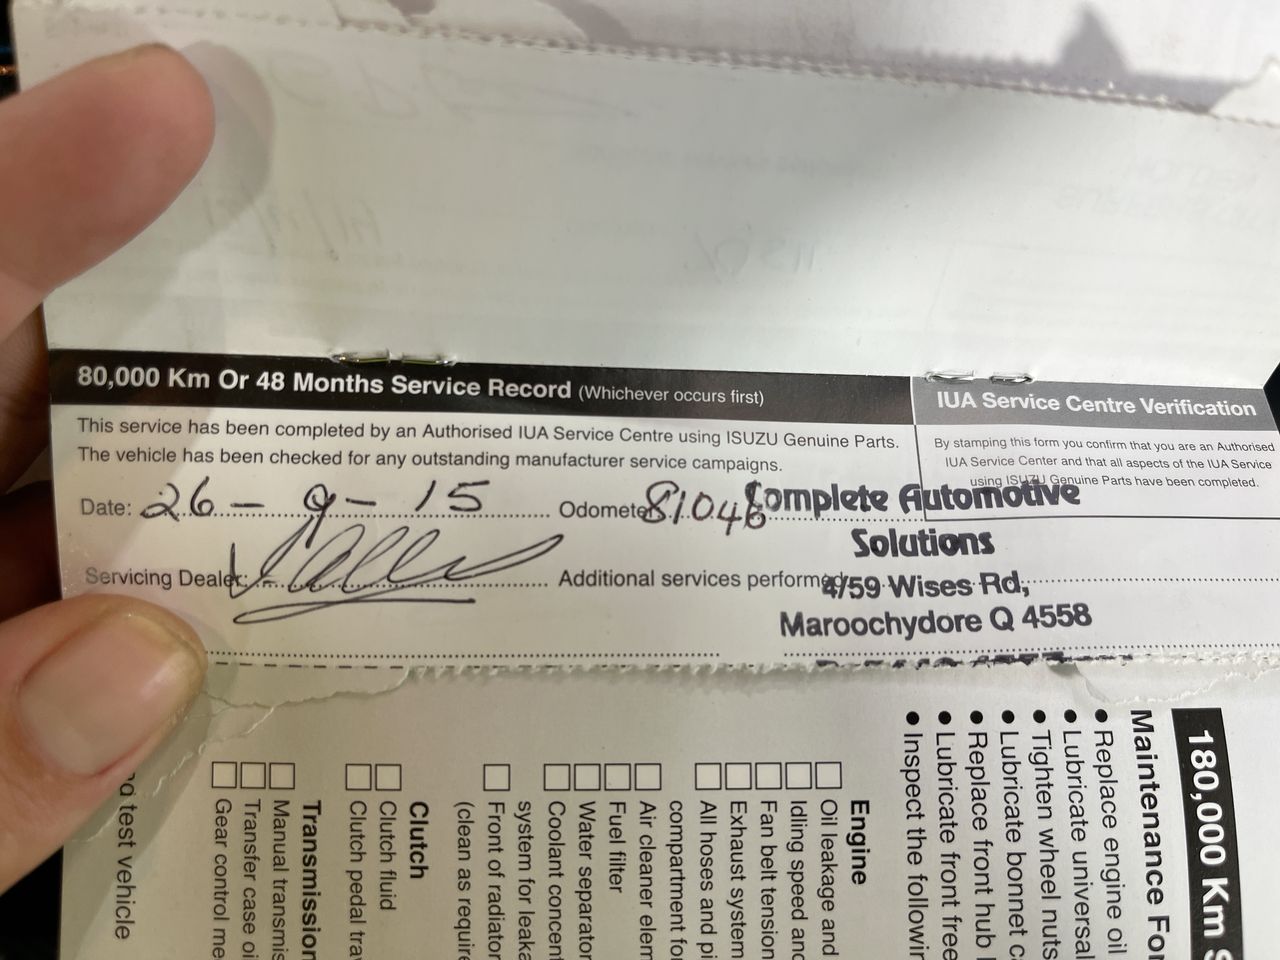 80,000 Km Or 48 Months Service Record (Whichever occurs first)
This service has been completed by an Authorised IUA Service Centre using ISUZU Genuine Parts.
The vehicle has been checked for any outstanding manufacturer service campaigns.
Date: 26 - 9 - 15 Odomete 81046
Servicing Dealer: Additional services performed
IUA Service Centre Verification
By stamping this form you confirm that you are an Authorised
IUA Service Center and that all aspects of the IUA Service
using ISUZU Genuine Parts have been completed.
Complete Automotive
Solutions
4/59 Wises Rd,
Maroochydore Q 4558
180,000 Km S
Maintenance For
• Replace engine oil
• Lubricate universal
• Tighten wheel nuts
• Lubricate bonnet c
• Replace front hub
• Lubricate front free
• Inspect the followin
Engine
Oil leakage and
Idling speed and
Fan belt tension
Exhaust system
All hoses and pi
compartment for
Air cleaner elem
Fuel filter
Water separator
Coolant concent
system for leaka
Front of radiator
(clean as require
Clutch
Clutch fluid
Clutch pedal tra
Transmission
Manual transmis
Transfer case oi
Gear control me
d test vehicle